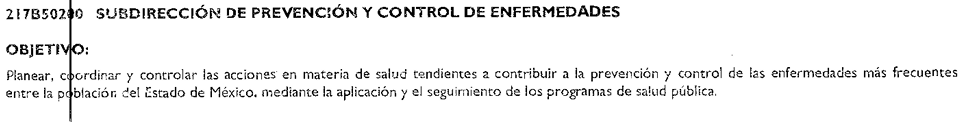 217B50200 SUBDIRECCIÓN DE PREVENCIÓN Y CONTROL DE ENFERMEDADES
OBJETIVO:
Planear, coordinar y controlar las acciones en materia de salud tendientes a contribuir a la prevención y control de las enfermedades más frecuentes
entre la población del Estado de México, mediante la aplicación y el seguimiento de los programas de salud pública.